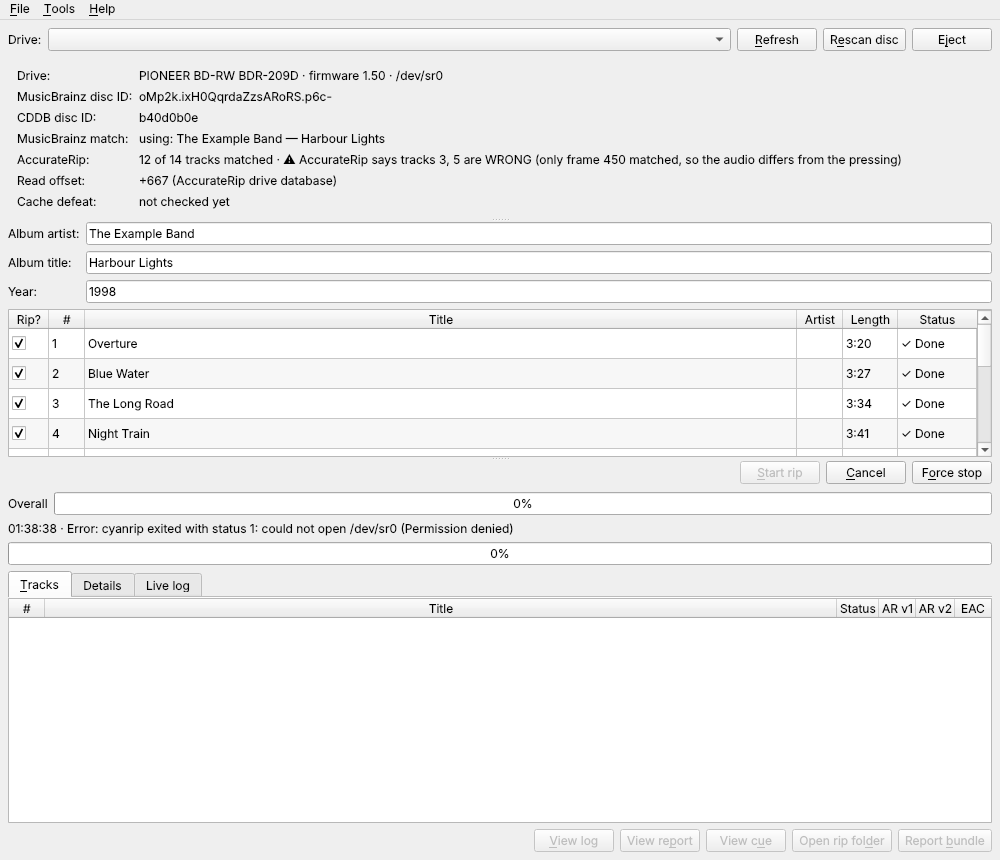 File Tools Help
Drive: Refresh Rescan disc Eject
Drive: PIONEER BD-RW BDR-209D · firmware 1.50 · /dev/sr0
MusicBrainz disc ID: oMp2k.ixH0QqrdaZzsARoRS.p6c-
CDDB disc ID: b40d0b0e
MusicBrainz match: using: The Example Band — Harbour Lights
AccurateRip: 12 of 14 tracks matched · ⚠ AccurateRip says tracks 3, 5 are WRONG (only frame 450 matched, so the audio differs from the pressing)
Read offset: +667 (AccurateRip drive database)
Cache defeat: not checked yet
Album artist: The Example Band
Album title: Harbour Lights
Year: 1998
Rip? # Title Artist Length Status
1 Overture 3:20 ✓ Done
2 Blue Water 3:27 ✓ Done
3 The Long Road 3:34 ✓ Done
4 Night Train 3:41 ✓ Done
Start rip Cancel Force stop
Overall 0%
01:38:38 · Error: cyanrip exited with status 1: could not open /dev/sr0 (Permission denied)
0%
Tracks Details Live log
# Title Status AR v1 AR v2 EAC
View log View report View cue Open rip folder Report bundle